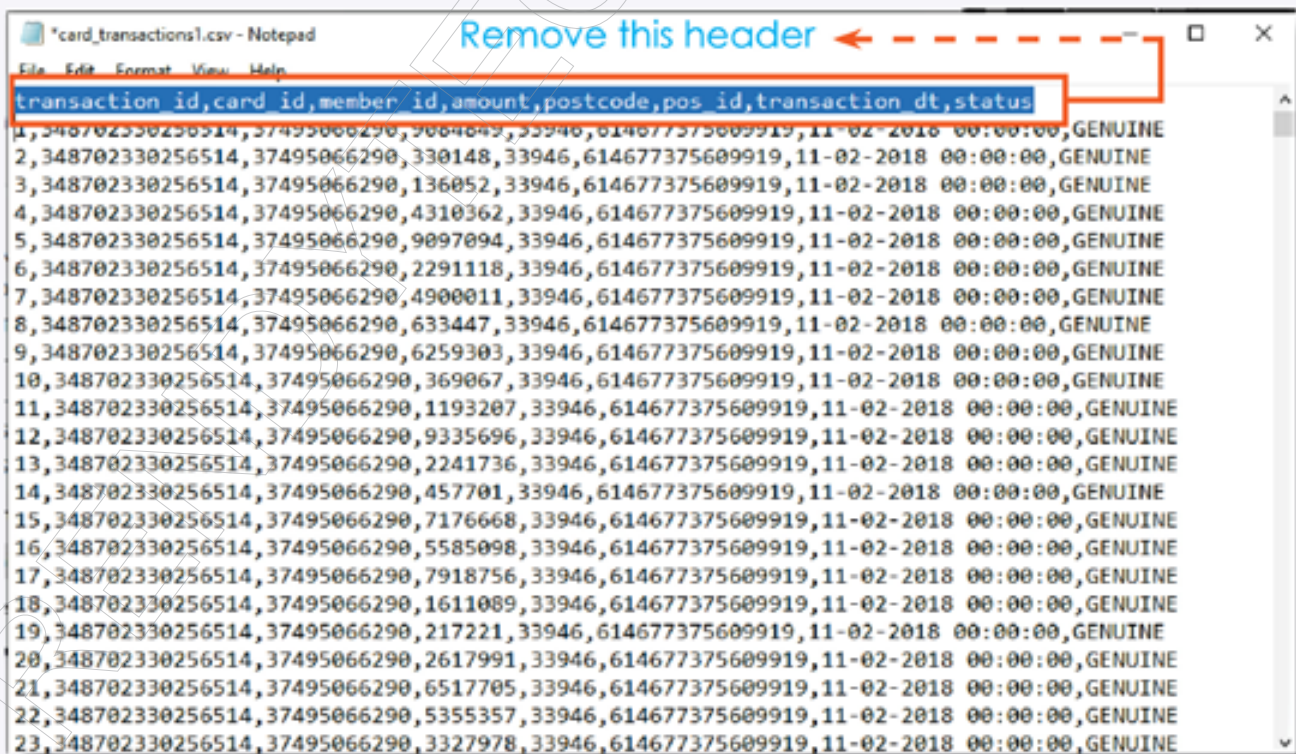 *card_transactions1.csv - Notepad
Remove this header
File Edit Format View Help
transaction_id,card_id,member_id,amount,postcode,pos_id,transaction_dt,status
1,348702330256514,37495066290,9084849,33946,614677375609919,11-02-2018 00:00:00,GENUINE
2,348702330256514,37495066290,330148,33946,614677375609919,11-02-2018 00:00:00,GENUINE
3,348702330256514,37495066290,136052,33946,614677375609919,11-02-2018 00:00:00,GENUINE
4,348702330256514,37495066290,4310362,33946,614677375609919,11-02-2018 00:00:00,GENUINE
5,348702330256514,37495066290,9097094,33946,614677375609919,11-02-2018 00:00:00,GENUINE
6,348702330256514,37495066290,2291118,33946,614677375609919,11-02-2018 00:00:00,GENUINE
7,348702330256514,37495066290,4900011,33946,614677375609919,11-02-2018 00:00:00,GENUINE
8,348702330256514,37495066290,633447,33946,614677375609919,11-02-2018 00:00:00,GENUINE
9,348702330256514,37495066290,6259303,33946,614677375609919,11-02-2018 00:00:00,GENUINE
10,348702330256514,37495066290,369067,33946,614677375609919,11-02-2018 00:00:00,GENUINE
11,348702330256514,37495066290,1193207,33946,614677375609919,11-02-2018 00:00:00,GENUINE
12,348702330256514,37495066290,9335696,33946,614677375609919,11-02-2018 00:00:00,GENUINE
13,348702330256514,37495066290,2241736,33946,614677375609919,11-02-2018 00:00:00,GENUINE
14,348702330256514,37495066290,457701,33946,614677375609919,11-02-2018 00:00:00,GENUINE
15,348702330256514,37495066290,7176668,33946,614677375609919,11-02-2018 00:00:00,GENUINE
16,348702330256514,37495066290,5585098,33946,614677375609919,11-02-2018 00:00:00,GENUINE
17,348702330256514,37495066290,7918756,33946,614677375609919,11-02-2018 00:00:00,GENUINE
18,348702330256514,37495066290,1611089,33946,614677375609919,11-02-2018 00:00:00,GENUINE
19,348702330256514,37495066290,217221,33946,614677375609919,11-02-2018 00:00:00,GENUINE
20,348702330256514,37495066290,2617991,33946,614677375609919,11-02-2018 00:00:00,GENUINE
21,348702330256514,37495066290,6517705,33946,614677375609919,11-02-2018 00:00:00,GENUINE
22,348702330256514,37495066290,5355357,33946,614677375609919,11-02-2018 00:00:00,GENUINE
23,348702330256514,37495066290,3327978,33946,614677375609919,11-02-2018 00:00:00,GENUINE